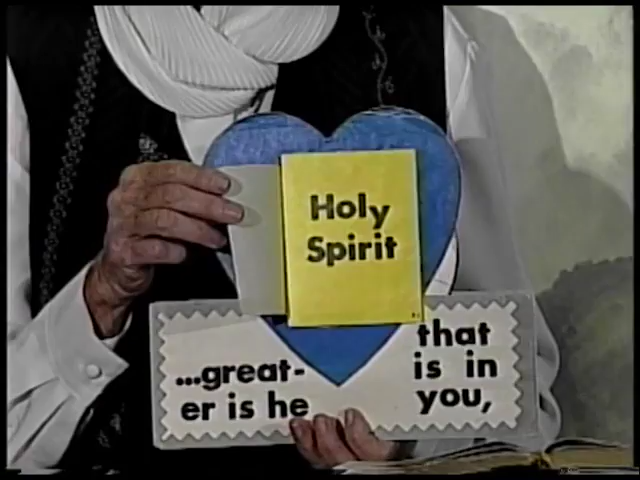 Holy
Spirit
...great-
er is he
that
is in
you,